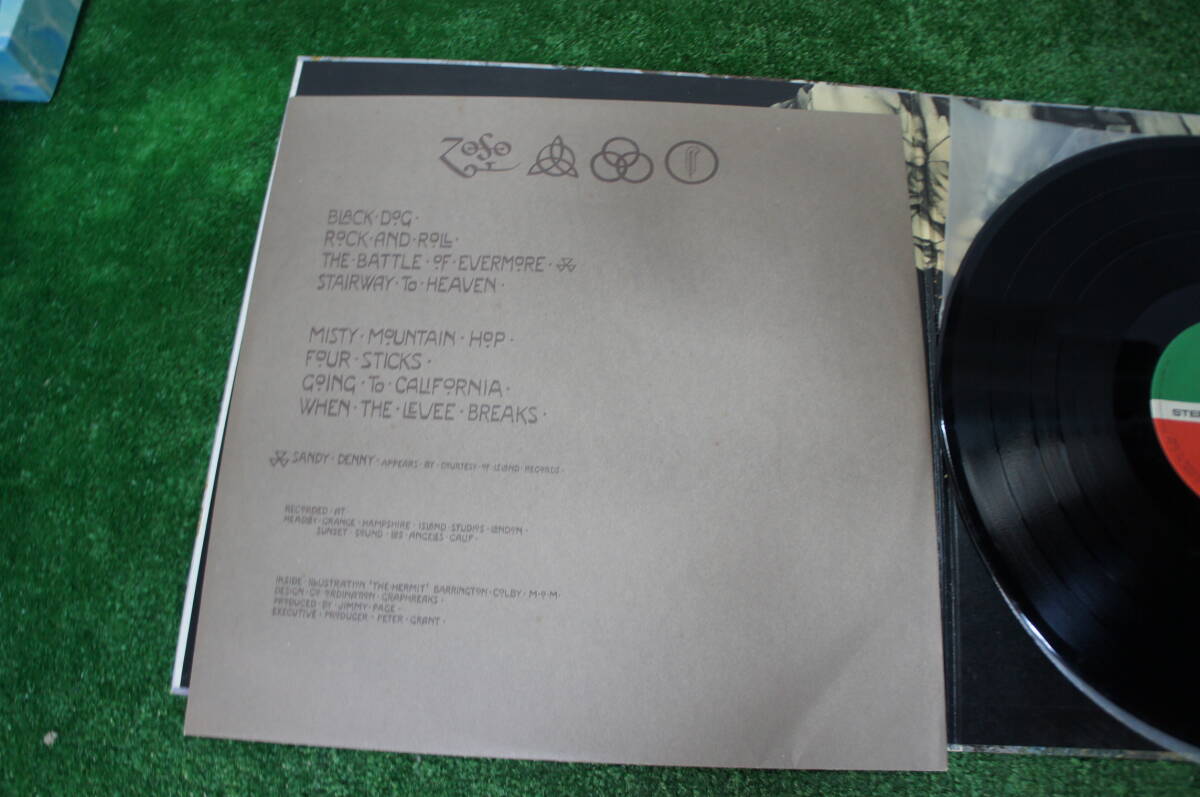 ZoSo
BLACK·DOG·
ROCK·AND·ROLL·
THE·BATTLE·OF·EVERMORE·
STAIRWAY·TO·HEAVEN·
MISTY·MOUNTAIN·HOP·
FOUR·STICKS·
GOING·TO·CALIFORNIA·
WHEN·THE·LEVEE·BREAKS·
SANDY·DENNY·APPEARS·BY·COURTESY·OF·ISLAND·RECORDS·
RECORDED·AT
HEADLEY·GRANGE·HAMPSHIRE·ISLAND·STUDIOS·LONDON·
SUNSET·SOUND·LOS·ANGELES·CALIF·
INSIDE ILLUSTRATION 'THE·HERMIT' BARRINGTON·COLBY·M·O·M·
DESIGN·CO·ORDINATION·GRAPHREAKS·
PRODUCED·BY·JIMMY·PAGE·
EXECUTIVE·PRODUCER·PETER·GRANT·
STE